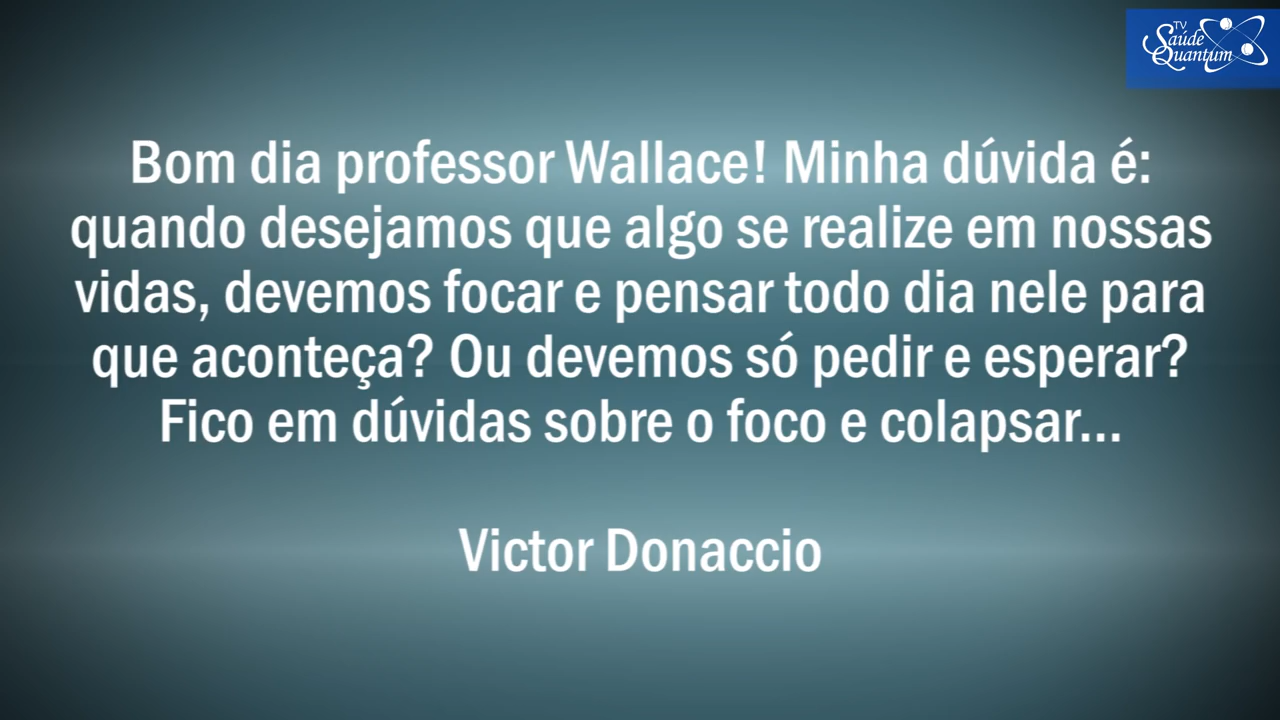 TV
Saúde
Quantum
Bom dia professor Wallace! Minha dúvida é:
quando desejamos que algo se realize em nossas
vidas, devemos focar e pensar todo dia nele para
que aconteça? Ou devemos só pedir e esperar?
Fico em dúvidas sobre o foco e colapsar...
Victor Donaccio